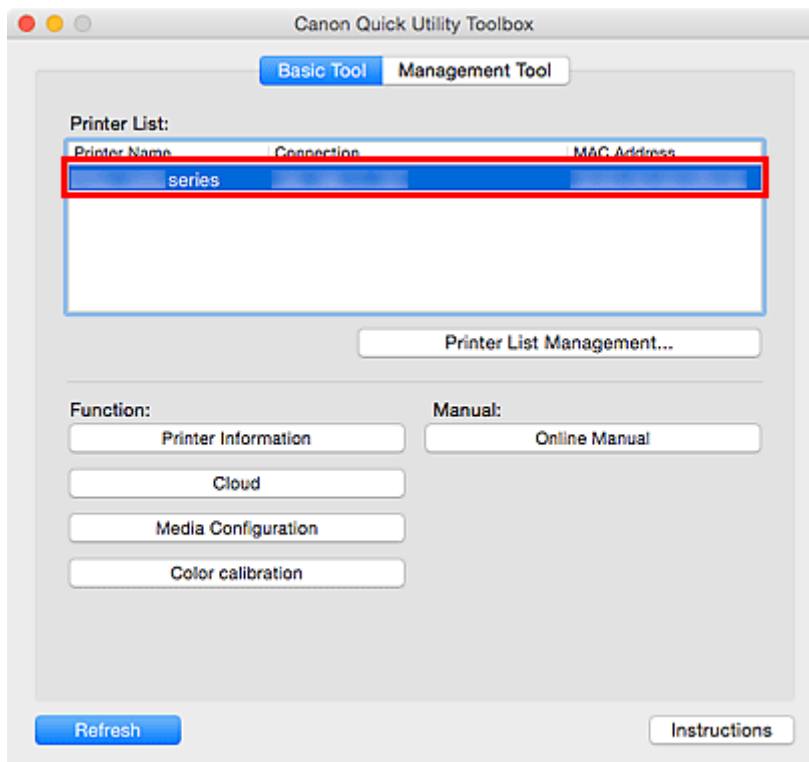 Canon Quick Utility Toolbox
Basic Tool Management Tool
Printer List:
Printer Name Connection MAC Address
series
Printer List Management...
Function: Manual:
Printer Information Online Manual
Cloud
Media Configuration
Color calibration
Refresh Instructions